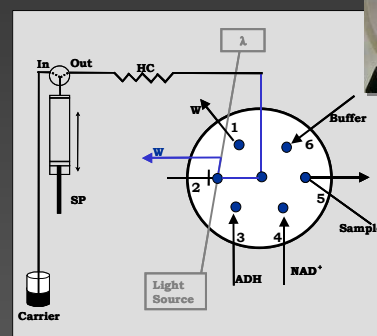 λ
In
Out
HC
W
1
Buffer
6
W
2
5
SP
Sample
3
4
NAD⁺
ADH
Light
Source
Carrier